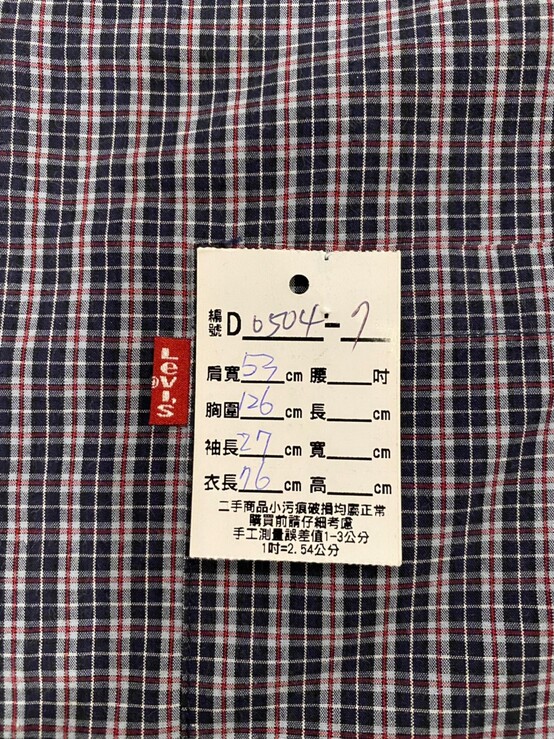 編號 D 0504-7
肩寬 53 cm 腰 吋
Levi's
胸圍 126 cm 長 cm
袖長 27 cm 寬 cm
衣長 76 cm 高 cm
二手商品小污痕破損均屬正常
購買前請仔細考慮
手工測量誤差值1-3公分
1吋=2.54公分